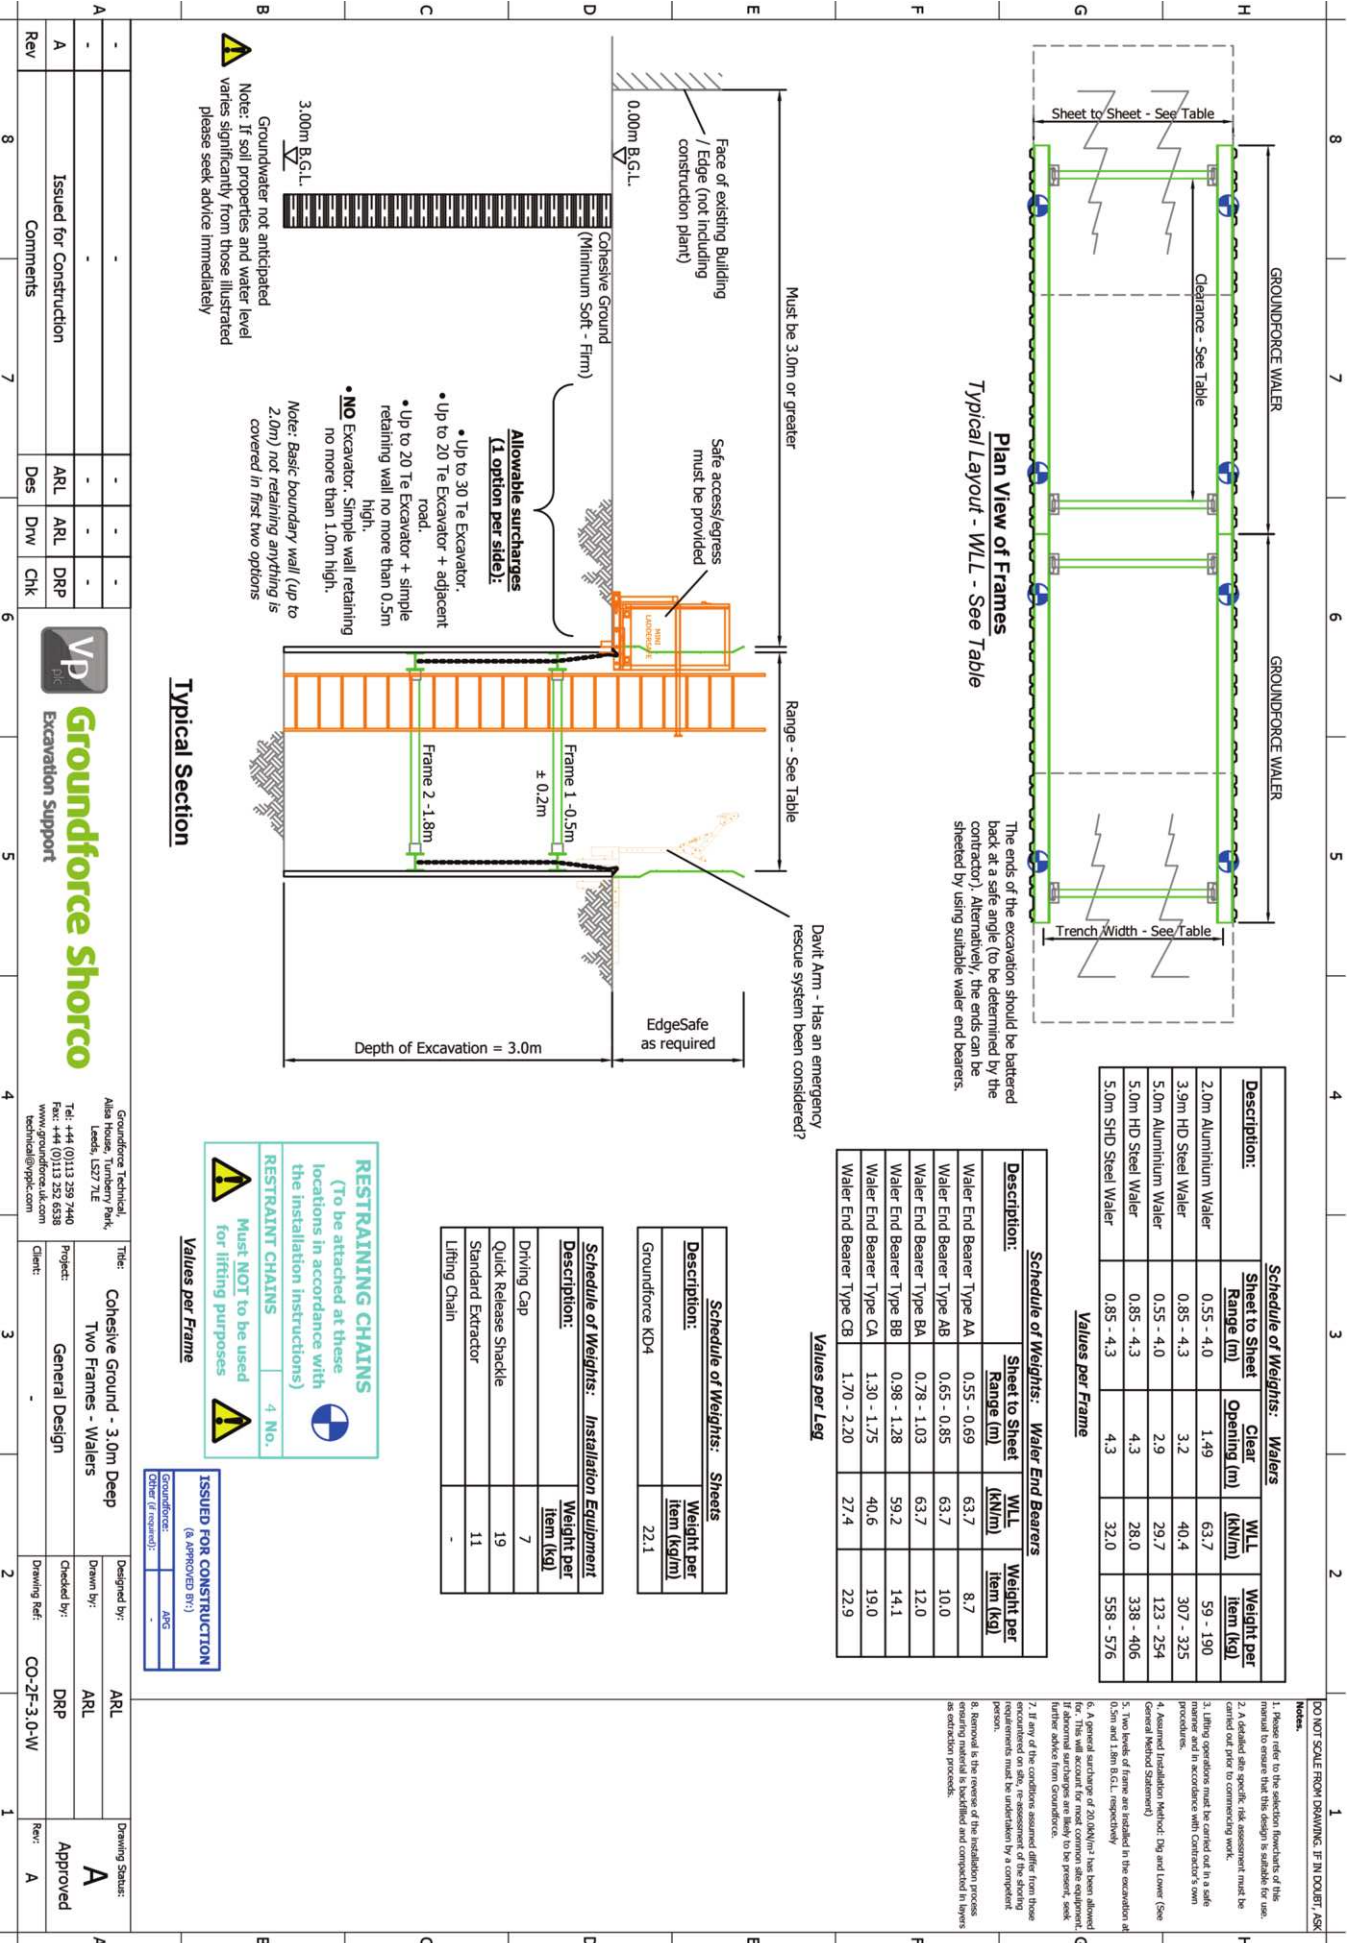 DO NOT SCALE FROM DRAWING. IF IN DOUBT, ASK
Notes.
1. Please refer to the selection flowcharts of this
manual to ensure that this design is suitable for use.
2. A detailed site specific risk assessment must be
carried out prior to commencing work.
3. Lifting operations must be carried out in a safe
manner and in accordance with Contractor's own
procedures.
4. Assumed Installation Method: Dig and Lower (See
General Method Statement)
5. Two levels of frame are installed in the excavation at
0.5m and 1.8m B.G.L. respectively
6. A general surcharge of 20.0kN/m² has been allowed
for. This will account for most common site equipment.
If abnormal surcharges are likely to be present, seek
further advice from Groundforce.
7. If any of the conditions assumed differ from those
encountered on site, re-assessment of the shoring
requirements must be undertaken by a competent
person.
8. Removal is the reverse of the installation process
ensuring material is backfilled and compacted in layers
as extraction proceeds.
8 7 6 5 4 3 2 1
H
G
F
E
D
C
B
A
GROUNDFORCE WALER
GROUNDFORCE WALER
Sheet to Sheet - See Table
Clearance - See Table
Trench Width - See Table
Plan View of Frames
Typical Layout - WLL - See Table
The ends of the excavation should be battered
back at a safe angle (to be determined by the
contractor). Alternatively, the ends can be
sheeted by using suitable waler end bearers.
Schedule of Weights: Walers
Description: Sheet to Sheet Range (m) Clear Opening (m) WLL (kN/m) Weight per item (kg)
2.0m Aluminium Waler 0.55 - 4.0 1.49 63.7 59 - 190
3.9m HD Steel Waler 0.85 - 4.3 3.2 40.4 307 - 325
5.0m Aluminium Waler 0.55 - 4.0 2.9 29.7 123 - 254
5.0m HD Steel Waler 0.85 - 4.3 4.3 28.0 338 - 406
5.0m SHD Steel Waler 0.85 - 4.3 4.3 32.0 558 - 576
Values per Frame
Schedule of Weights: Waler End Bearers
Description: Sheet to Sheet Range (m) WLL (kN/m) Weight per item (kg)
Waler End Bearer Type AA 0.55 - 0.69 63.7 8.7
Waler End Bearer Type AB 0.65 - 0.85 63.7 10.0
Waler End Bearer Type BA 0.78 - 1.03 63.7 12.0
Waler End Bearer Type BB 0.98 - 1.28 59.2 14.1
Waler End Bearer Type CA 1.30 - 1.75 40.6 19.0
Waler End Bearer Type CB 1.70 - 2.20 27.4 22.9
Values per Leg
Schedule of Weights: Sheets
Description: Weight per item (kg/m)
Groundforce KD4 22.1
Schedule of Weights: Installation Equipment
Description: Weight per item (kg)
Driving Cap 7
Quick Release Shackle 19
Standard Extractor 11
Lifting Chain -
RESTRAINING CHAINS
(To be attached at these
locations in accordance with
the installation instructions)
RESTRAINT CHAINS 4 No.
Must NOT to be used
for lifting purposes
Values per Frame
Must be 3.0m or greater
Range - See Table
Face of existing Building
/ Edge (not including
construction plant)
Safe access/egress
must be provided
Davit Arm - Has an emergency
rescue system been considered?
MINI
LADDERSAFE
EdgeSafe
as required
Depth of Excavation = 3.0m
0.00m B.G.L.
3.00m B.G.L.
Cohesive Ground
(Minimum Soft - Firm)
Allowable surcharges
(1 option per side):
• Up to 30 Te Excavator.
• Up to 20 Te Excavator + adjacent
road.
• Up to 20 Te Excavator + simple
retaining wall no more than 0.5m
high.
• NO Excavator. Simple wall retaining
no more than 1.0m high.
Note: Basic boundary wall (up to
2.0m) not retaining anything is
covered in first two options
Frame 1 -0.5m
± 0.2m
Frame 2 -1.8m
Groundwater not anticipated
Note: If soil properties and water level
varies significantly from those illustrated
please seek advice immediately
Typical Section
ISSUED FOR CONSTRUCTION
(& APPROVED BY:)
Groundforce: APG
Other (if required): -
- - - - -
- - - - -
A Issued for Construction ARL ARL DRP
Rev Comments Des Drw Chk
Vp
plc
Groundforce Shorco
Excavation Support
Groundforce Technical,
Ailsa House, Turnberry Park,
Leeds, LS27 7LE
Tel: +44 (0)113 259 7440
Fax: +44 (0)113 252 6538
www.groundforce.uk.com
technical@vpplc.com
Title: Cohesive Ground - 3.0m Deep
Two Frames - Walers
Project: General Design
Client: -
Designed by: ARL
Drawn by: ARL
Checked by: DRP
Drawing Ref: CO-2F-3.0-W
Drawing Status:
A
Approved
Rev: A
8 7 6 5 4 3 2 1